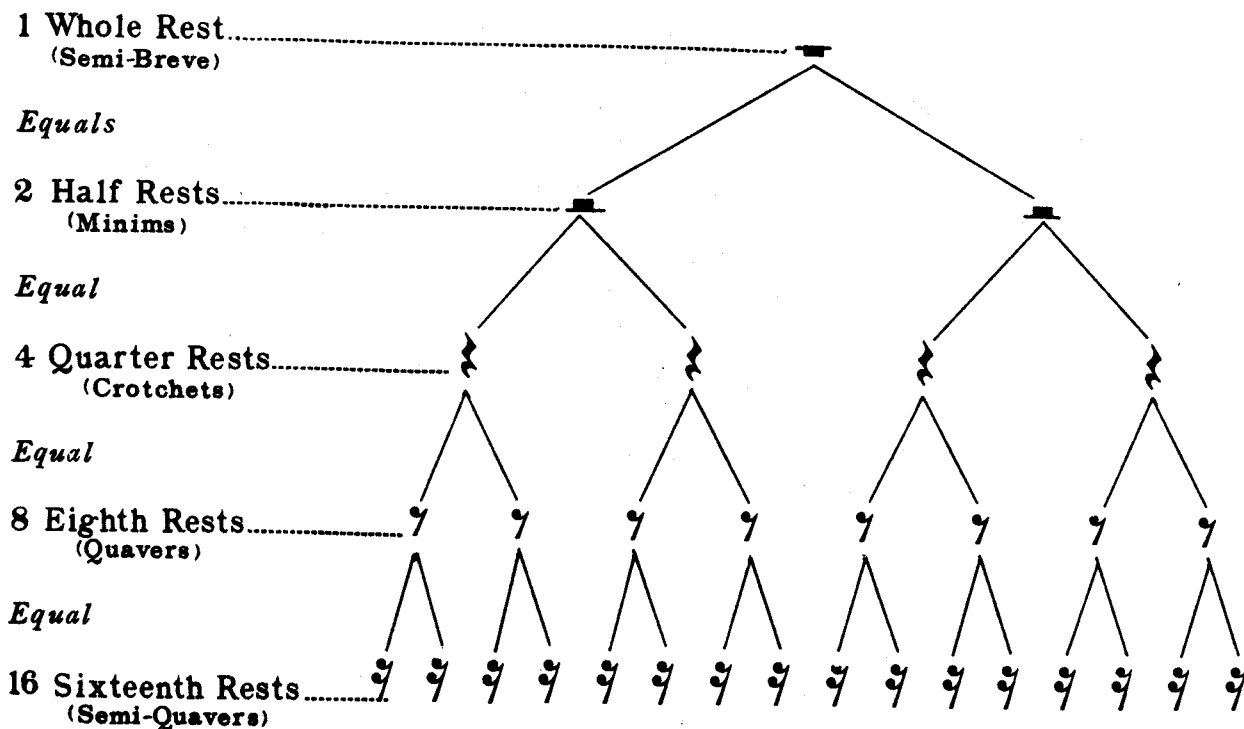 1 Whole Rest
(Semi-Breve)
Equals
2 Half Rests
(Minims)
Equal
4 Quarter Rests
(Crotchets)
Equal
8 Eighth Rests
(Quavers)
Equal
16 Sixteenth Rests
(Semi-Quavers)